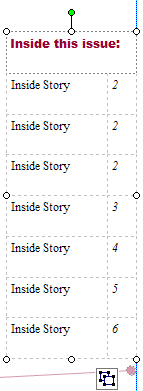 Inside this issue:
Inside Story 2
Inside Story 2
Inside Story 2
Inside Story 3
Inside Story 4
Inside Story 5
Inside Story 6